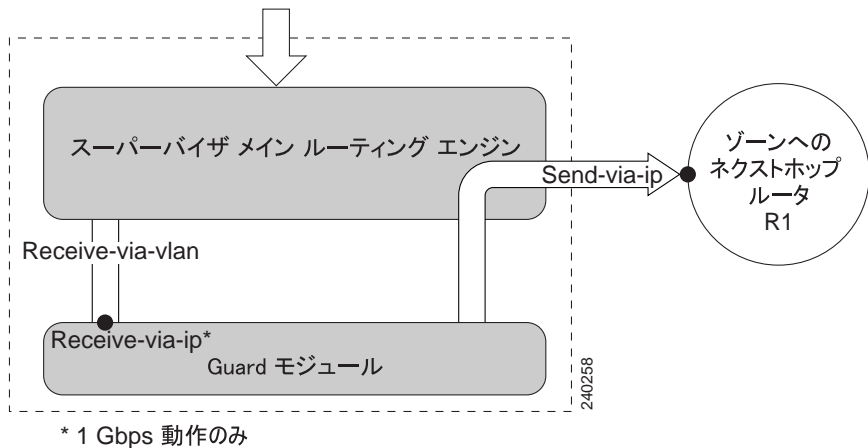 スーパーバイザ メイン ルーティング エンジン
Send-via-ip
ゾーンへの
ネクストホップ
ルータ
R1
Receive-via-vlan
Receive-via-ip*
Guard モジュール
240258
* 1 Gbps 動作のみ